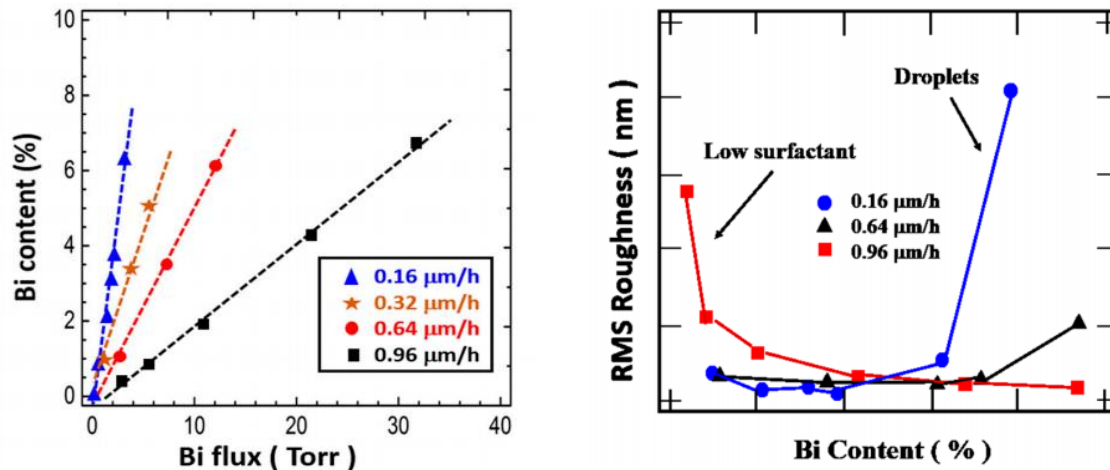 10
8
6
4
2
0
Bi content (%)
0.16 μm/h
0.32 μm/h
0.64 μm/h
0.96 μm/h
0
10
20
30
40
Bi flux ( Torr )
RMS Roughness ( nm )
Droplets
Low surfactant
0.16 μm/h
0.64 μm/h
0.96 μm/h
Bi Content ( % )